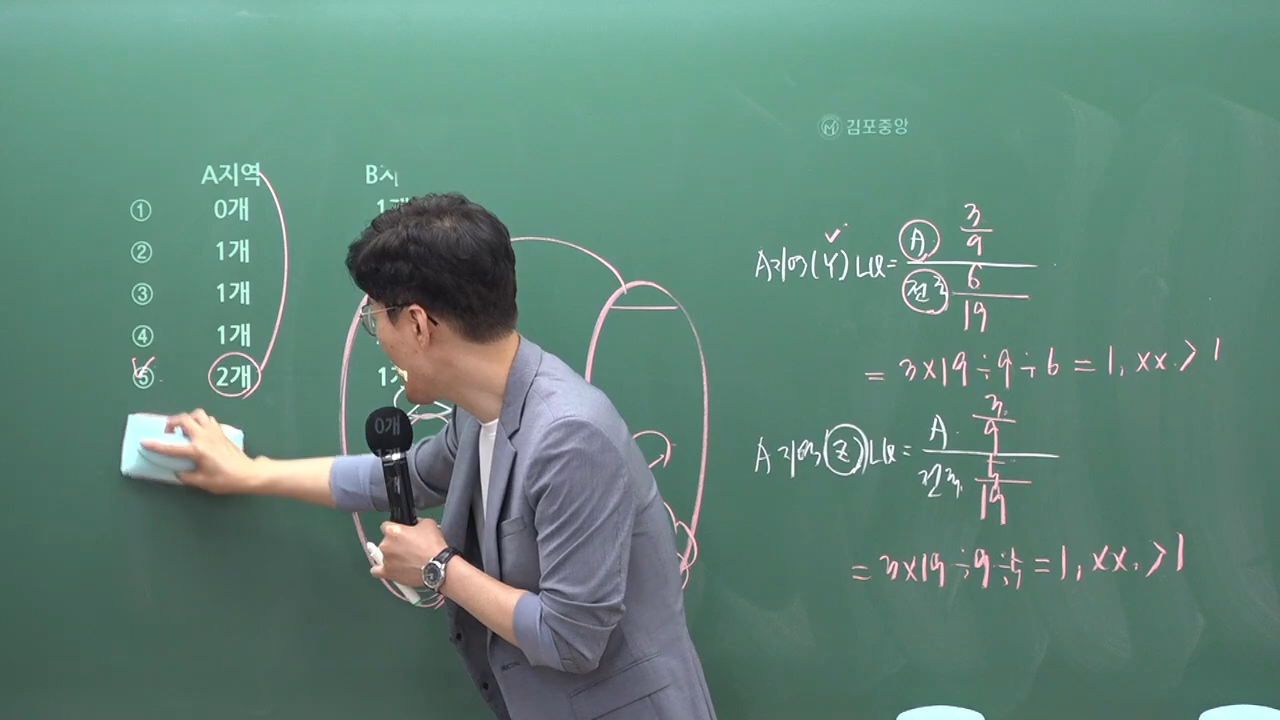 김포중앙
A지역 B지
① 0개
② 1개
③ 1개
④ 1개
⑤ 2개
A지역(Y) LQ = A 3/9
전국 6/19
= 3×19÷9÷6 = 1.xx. > 1
A지역(Z) LQ = A 3/9
전국 5/19
= 3×19÷9÷5 = 1.xx. > 1
0개